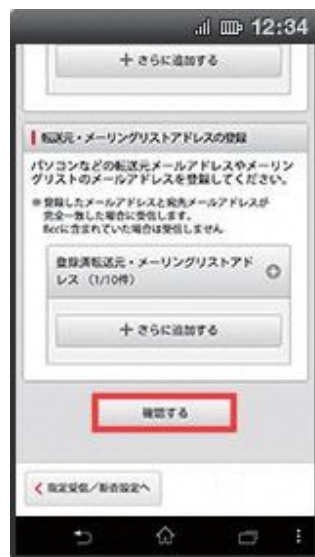 12:34
＋ さらに追加する
転送元・メーリングリストアドレスの登録
パソコンなどの転送元メールアドレスやメーリン
グリストのメールアドレスを登録してください。
※登録したメールアドレスと宛先メールアドレスが
完全一致した場合に受信します。
Bccに含まれていた場合は受信しません
登録済転送元・メーリングリストアド
レス （1/10件）
＋ さらに追加する
確認する
指定受信／拒否設定へ